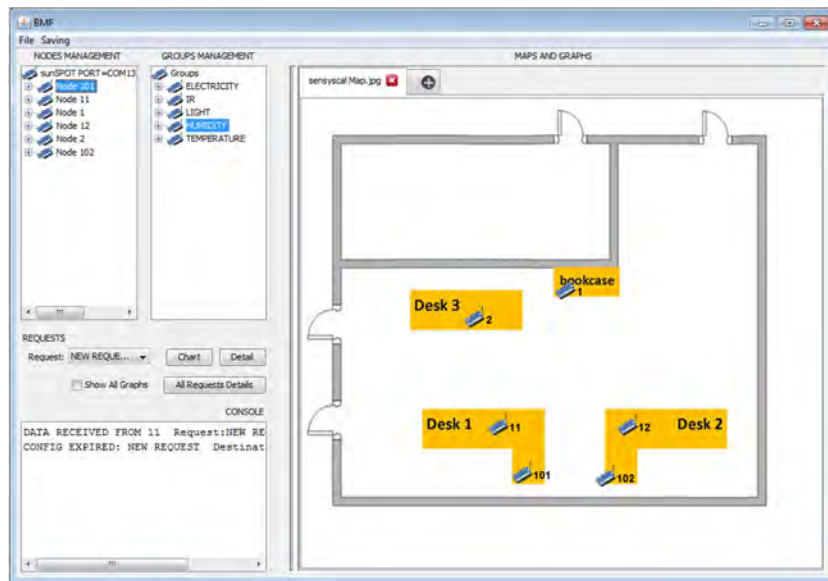 BMF
File Saving
NODES MANAGEMENT
sunSPOT PORT=COM13
Node 101
Node 11
Node 1
Node 12
Node 2
Node 102
GROUPS MANAGEMENT
Groups
ELECTRICITY
IR
LIGHT
HUMIDITY
TEMPERATURE
REQUESTS
Request: NEW REQUE... Chart Detail
Show All Graphs All Requests Details
CONSOLE
DATA RECEIVED FROM 11 Request:NEW RE
CONFIG EXPIRED: NEW REQUEST Destinat
MAPS AND GRAPHS
sensyscal Map.jpg
bookcase
1
Desk 3
2
Desk 1
11
101
12
Desk 2
102